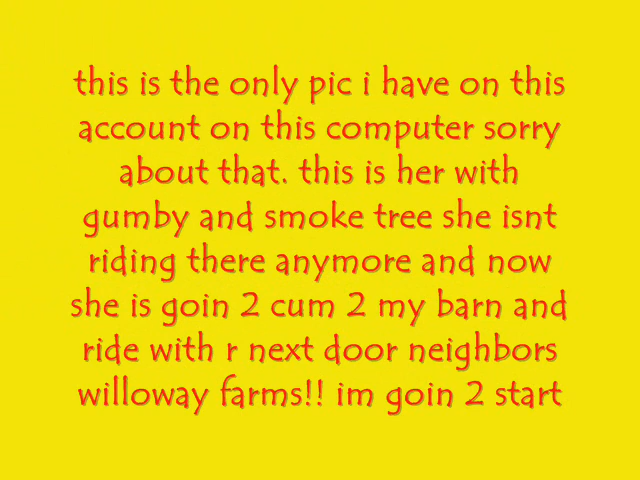 this is the only pic i have on this
account on this computer sorry
about that. this is her with
gumby and smoke tree she isnt
riding there anymore and now
she is goin 2 cum 2 my barn and
ride with r next door neighbors
willoway farms!! im goin 2 start